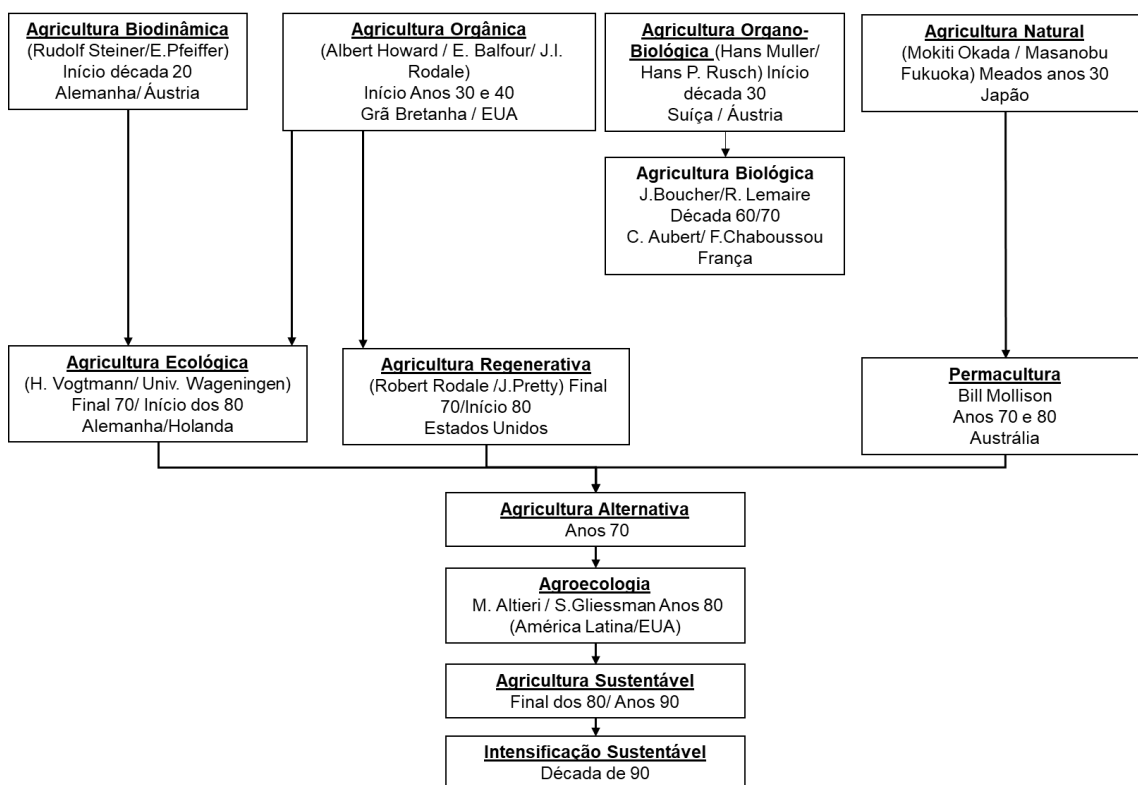 Agricultura Biodinâmica
(Rudolf Steiner/E.Pfeiffer)
Início década 20
Alemanha/ Áustria
Agricultura Orgânica
(Albert Howard / E. Balfour/ J.I.
Rodale)
Início Anos 30 e 40
Grã Bretanha / EUA
Agricultura Organo-
Biológica (Hans Muller/
Hans P. Rusch) Início
década 30
Suíça / Áustria
Agricultura Natural
(Mokiti Okada / Masanobu
Fukuoka) Meados anos 30
Japão
Agricultura Biológica
J.Boucher/R. Lemaire
Década 60/70
C. Aubert/ F.Chaboussou
França
Agricultura Ecológica
(H. Vogtmann/ Univ. Wageningen)
Final 70/ Início dos 80
Alemanha/Holanda
Agricultura Regenerativa
(Robert Rodale /J.Pretty) Final
70/Início 80
Estados Unidos
Permacultura
Bill Mollison
Anos 70 e 80
Austrália
Agricultura Alternativa
Anos 70
Agroecologia
M. Altieri / S.Gliessman Anos 80
(América Latina/EUA)
Agricultura Sustentável
Final dos 80/ Anos 90
Intensificação Sustentável
Década de 90